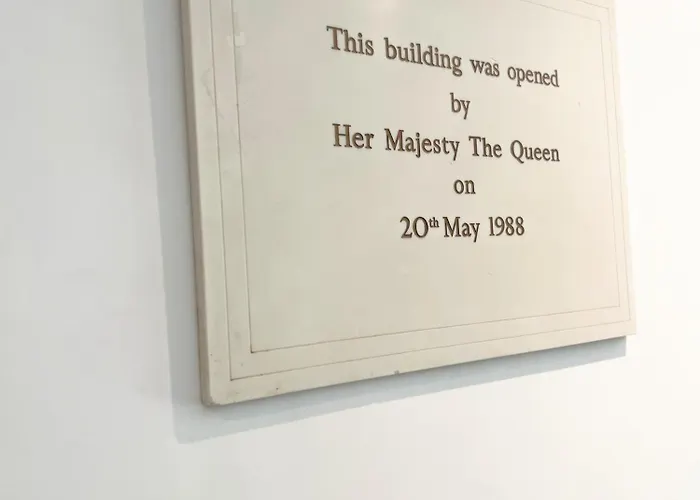 This building was opened
by
Her Majesty The Queen
on
20th May 1988